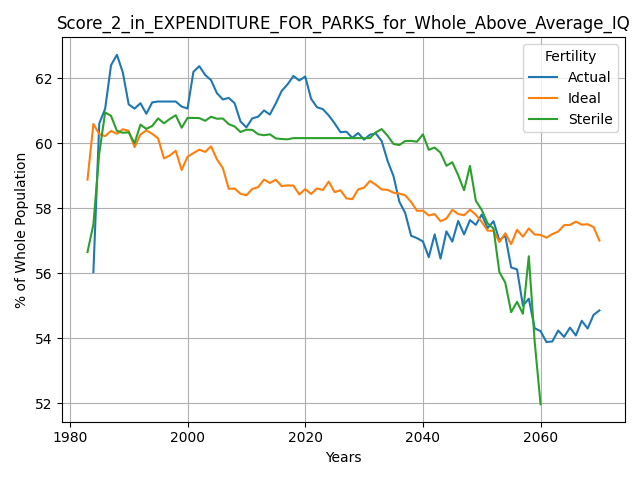 Score_2_in_EXPENDITURE_FOR_PARKS_for_Whole_Above_Average_IQ
Fertility
Actual
Ideal
Sterile
% of Whole Population
62
60
58
56
54
52
1980
2000
2020
2040
2060
Years